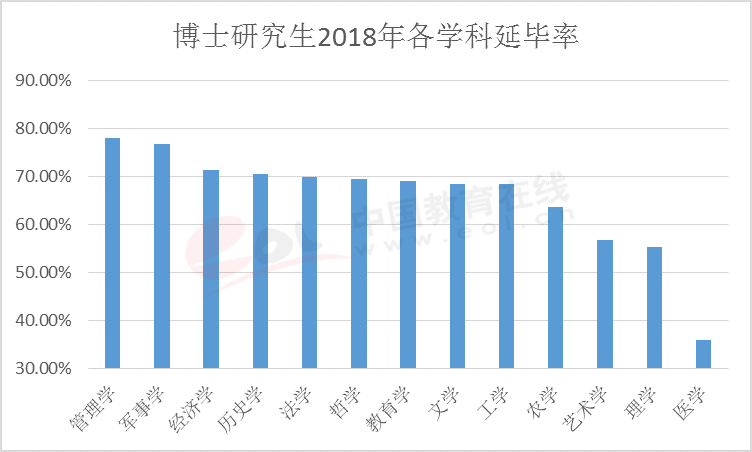 博士研究生2018年各学科延毕率
90.00%
80.00%
70.00%
60.00%
50.00%
40.00%
30.00%
管理学
军事学
经济学
历史学
法学
哲学
教育学
文学
工学
农学
艺术学
理学
医学
eol 中国教育在线
www.eol.cn